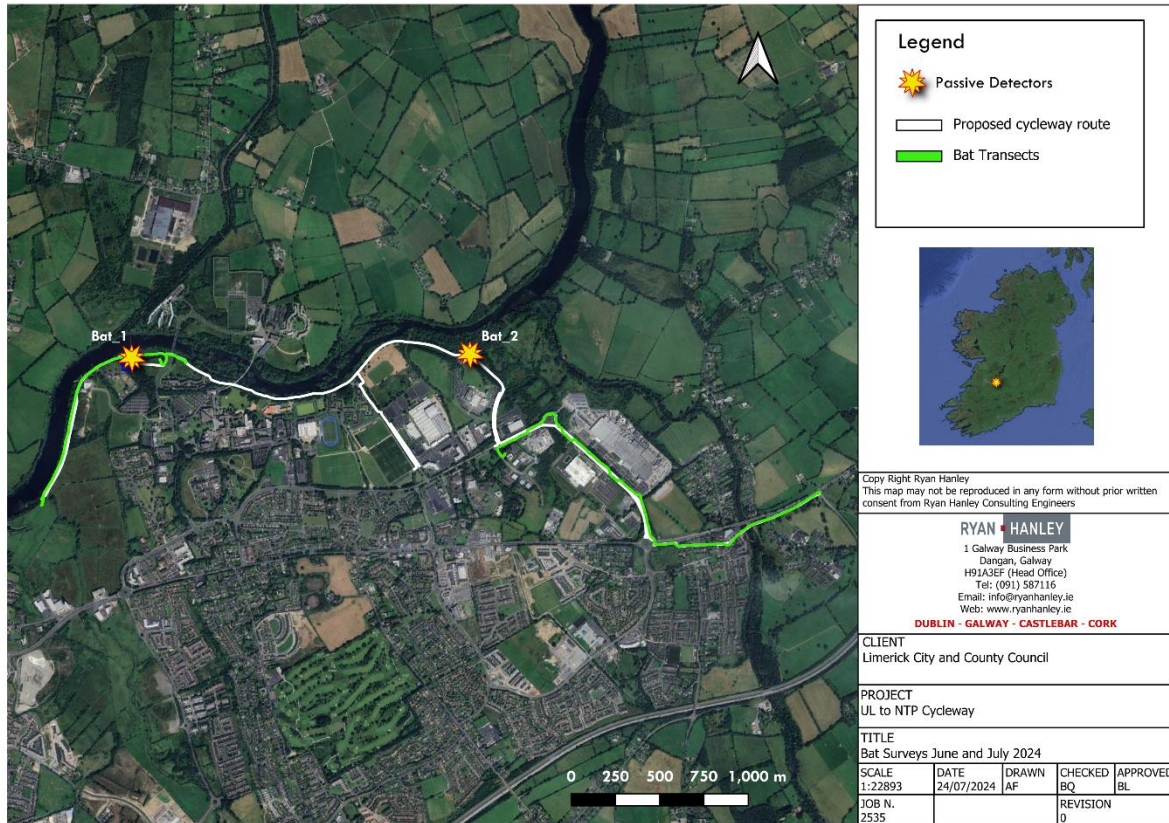 Bat_1
Bat_2
0 250 500 750 1,000 m
Legend
Passive Detectors
Proposed cycleway route
Bat Transects
Copy Right Ryan Hanley
This map may not be reproduced in any form without prior written
consent from Ryan Hanley Consulting Engineers
RYAN HANLEY
1 Galway Business Park
Dangan, Galway
H91A3EF (Head Office)
Tel: (091) 587116
Email: info@ryanhanley.ie
Web: www.ryanhanley.ie
DUBLIN - GALWAY - CASTLEBAR - CORK
CLIENT
Limerick City and County Council
PROJECT
UL to NTP Cycleway
TITLE
Bat Surveys June and July 2024
SCALE DATE DRAWN CHECKED APPROVED
1:22893 24/07/2024 AF BQ BL
JOB N. REVISION
2535 0